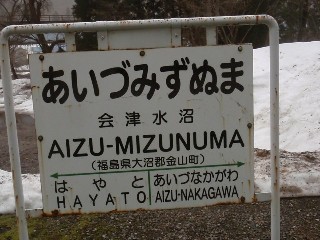 あいづみずぬま
会津水沼
AIZU-MIZUNUMA
(福島県大沼郡金山町)
はやと あいづなかがわ
HAYATO AIZU-NAKAGAWA